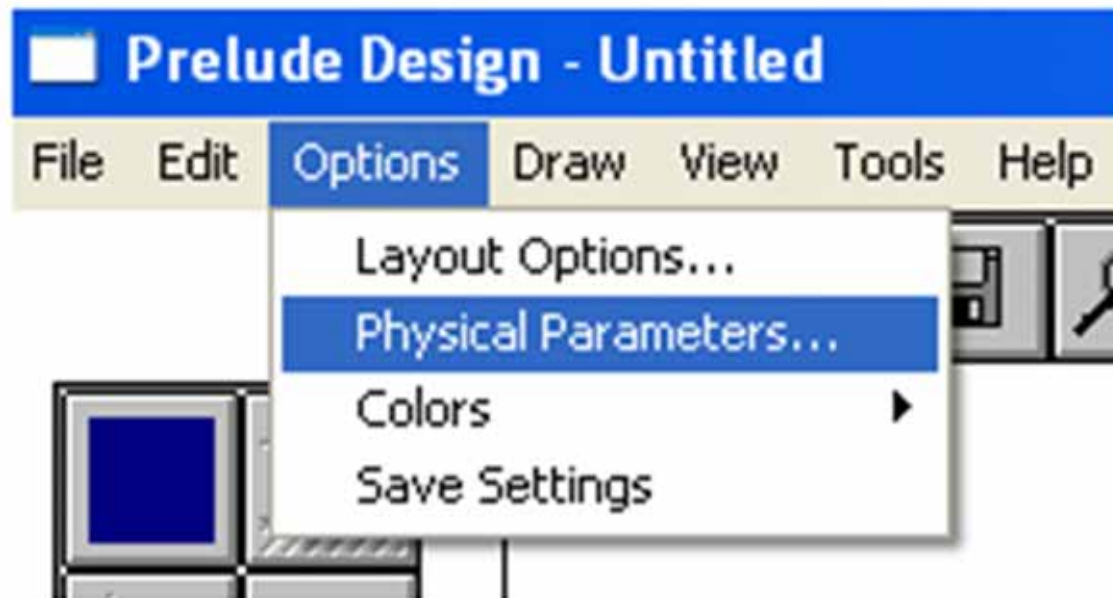 Prelude Design - Untitled
File Edit Options Draw View Tools Help
Layout Options...
Physical Parameters...
Colors
Save Settings